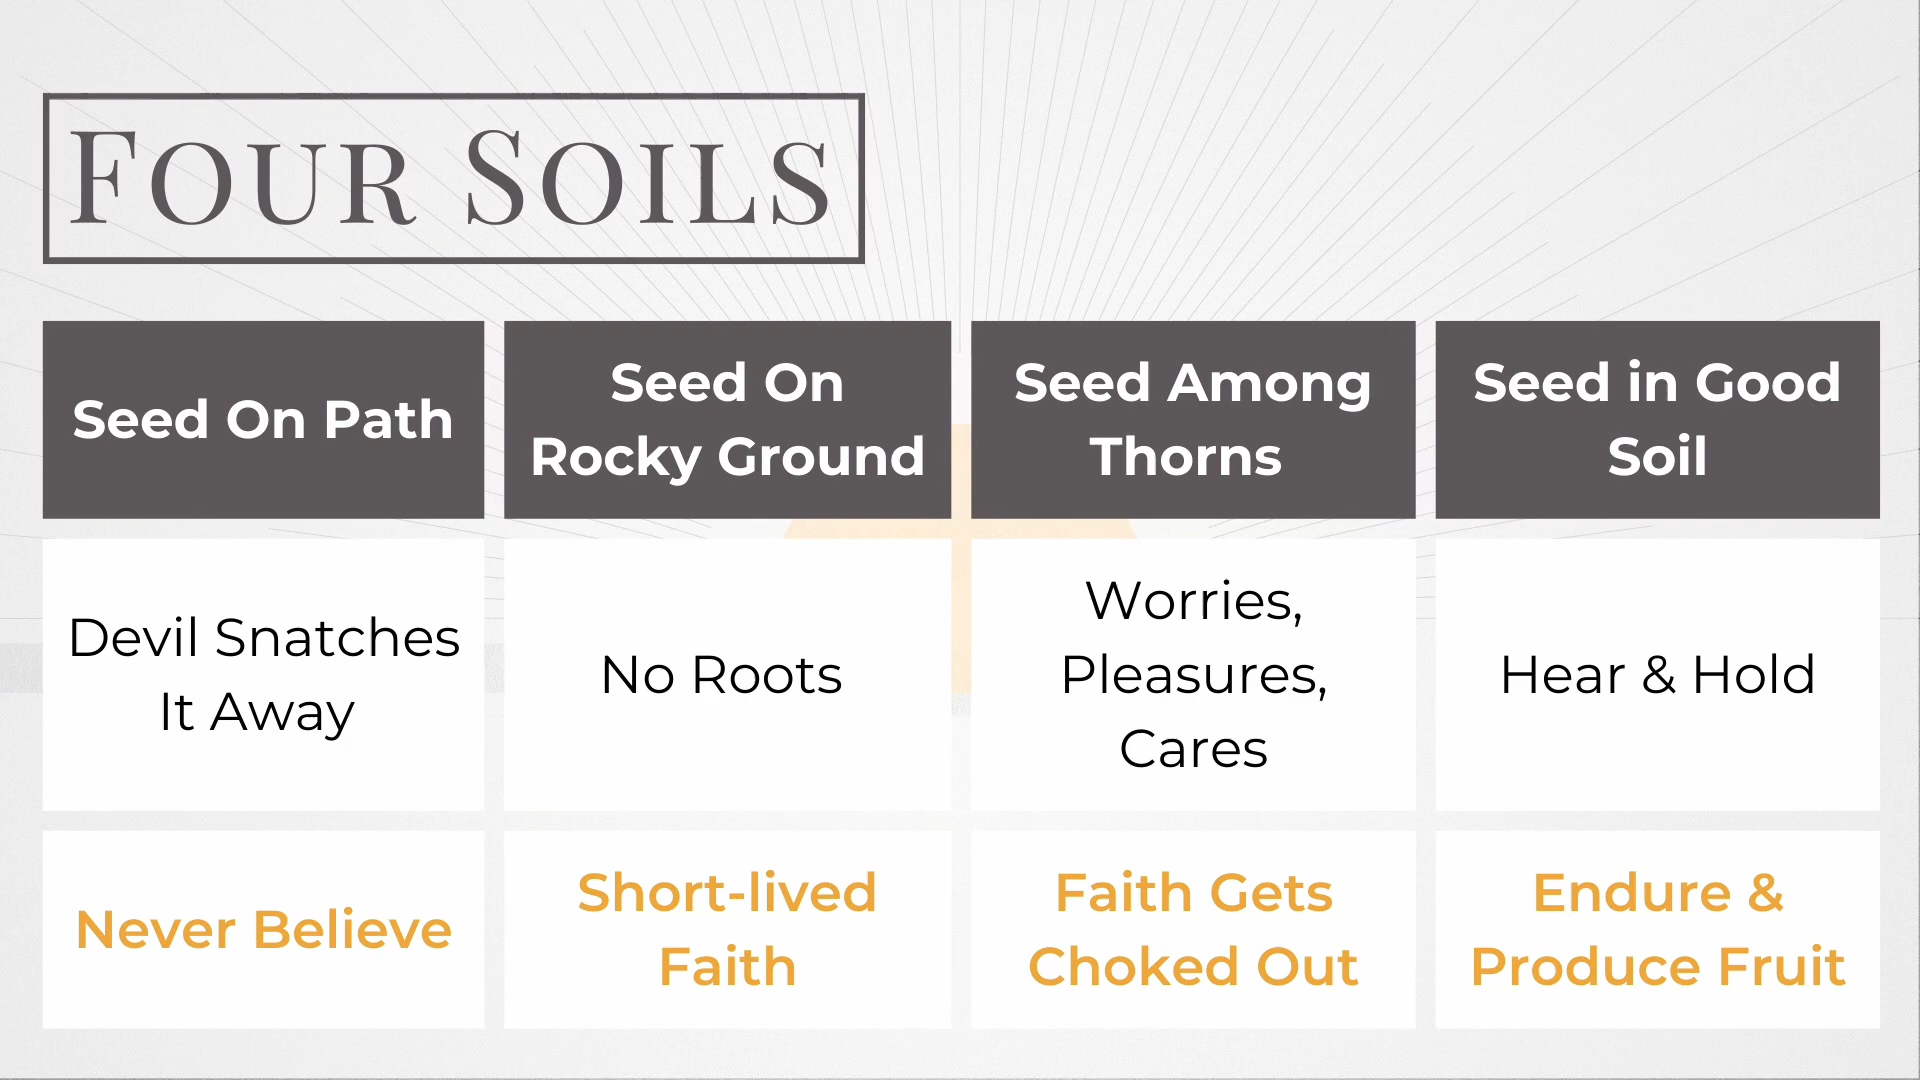 Four Soils
Seed On Path
Seed On
Rocky Ground
Seed Among
Thorns
Seed in Good
Soil
Devil Snatches
It Away
No Roots
Worries,
Pleasures,
Cares
Hear & Hold
Never Believe
Short-lived
Faith
Faith Gets
Choked Out
Endure &
Produce Fruit